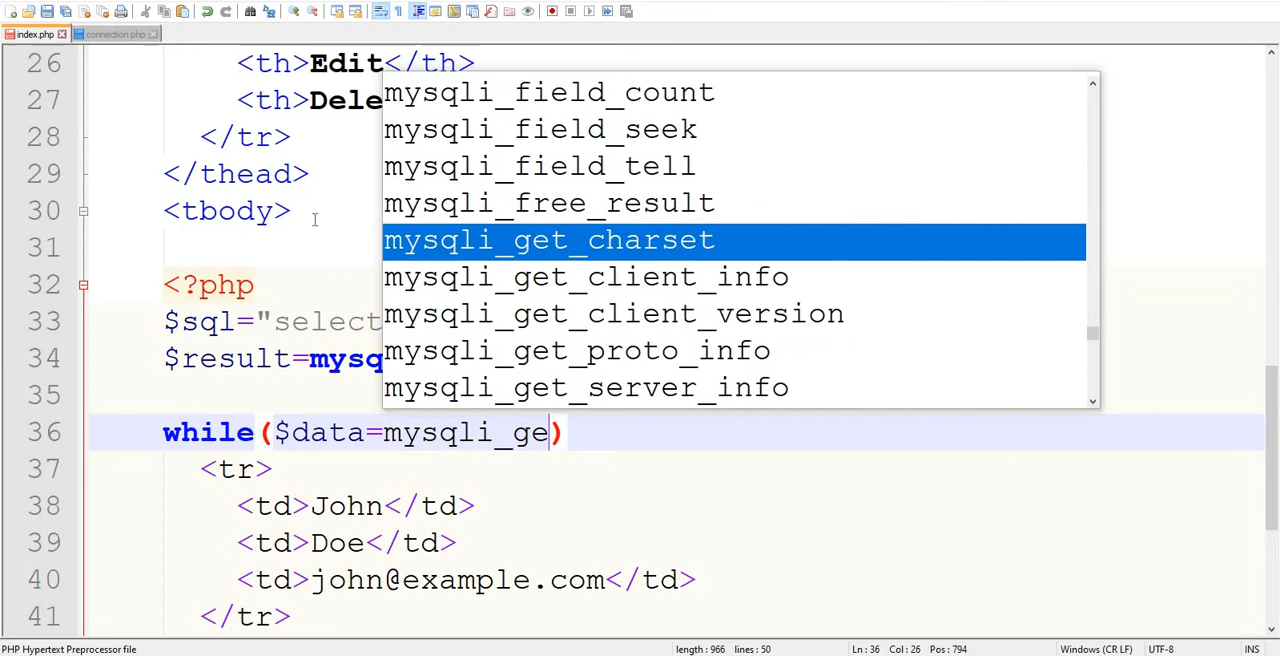 index.php connection.php
26 <th>Edit</th>
27 <th>Dele
28 </tr>
29 </thead>
30 <tbody>
31
32 <?php
33 $sql="select
34 $result=mysq
35
36 while($data=mysqli_ge)
37 <tr>
38 <td>John</td>
39 <td>Doe</td>
40 <td>john@example.com</td>
41 </tr>
mysqli_field_count
mysqli_field_seek
mysqli_field_tell
mysqli_free_result
mysqli_get_charset
mysqli_get_client_info
mysqli_get_client_version
mysqli_get_proto_info
mysqli_get_server_info
PHP Hypertext Preprocessor file length : 966 lines : 50 Ln : 36 Col : 26 Pos : 794 Windows (CR LF) UTF-8 INS